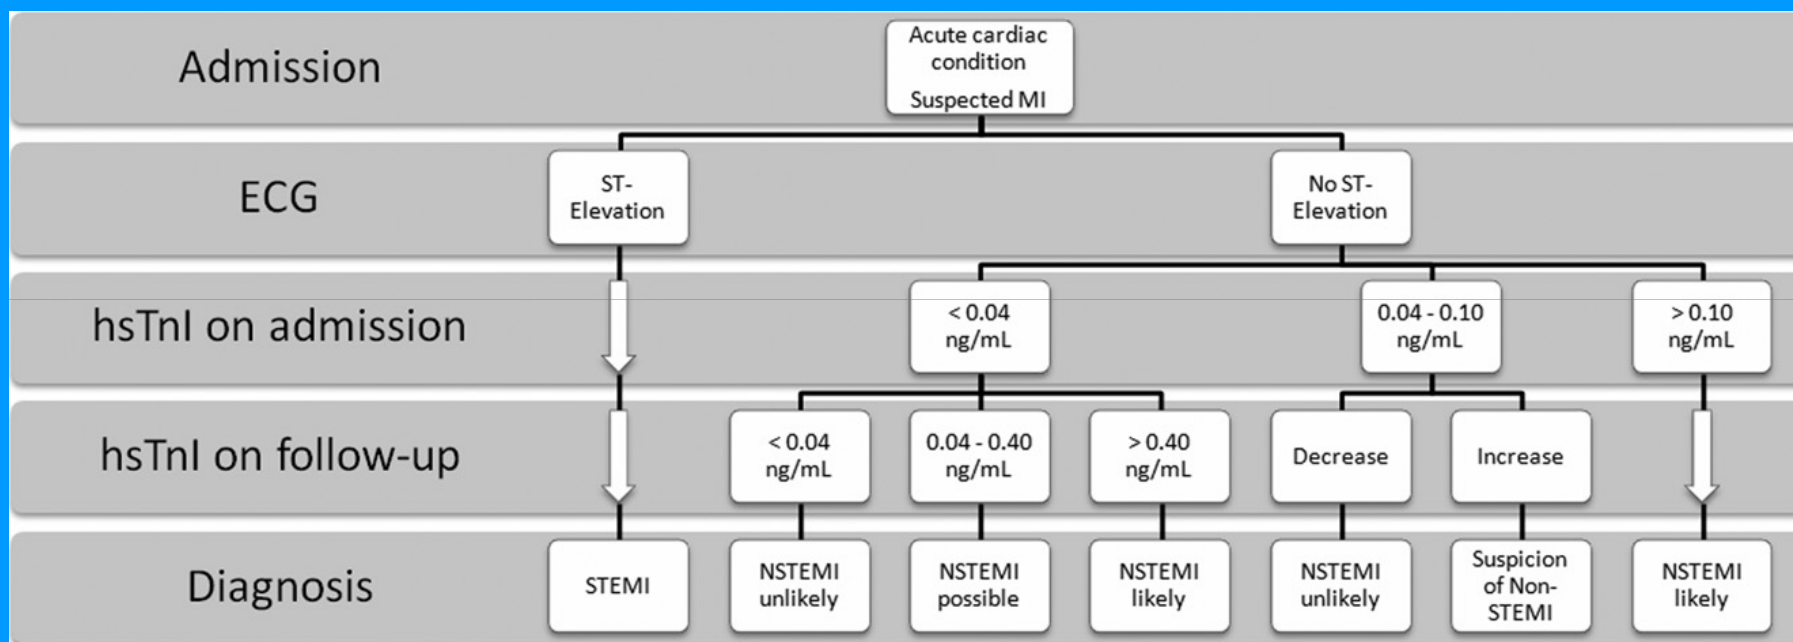 Admission
Acute cardiac
condition
Suspected MI
ECG
ST-
Elevation
No ST-
Elevation
hsTnI on admission
< 0.04
ng/mL
0.04 - 0.10
ng/mL
> 0.10
ng/mL
hsTnI on follow-up
< 0.04
ng/mL
0.04 - 0.40
ng/mL
> 0.40
ng/mL
Decrease
Increase
Diagnosis
STEMI
NSTEMI
unlikely
NSTEMI
possible
NSTEMI
likely
NSTEMI
unlikely
Suspicion
of Non-
STEMI
NSTEMI
likely